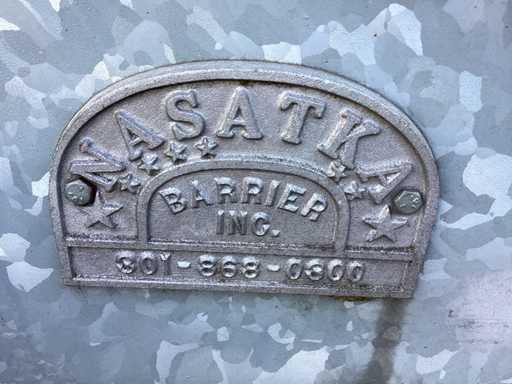 NASATKA
BARRIER
INC.
301-868-0300